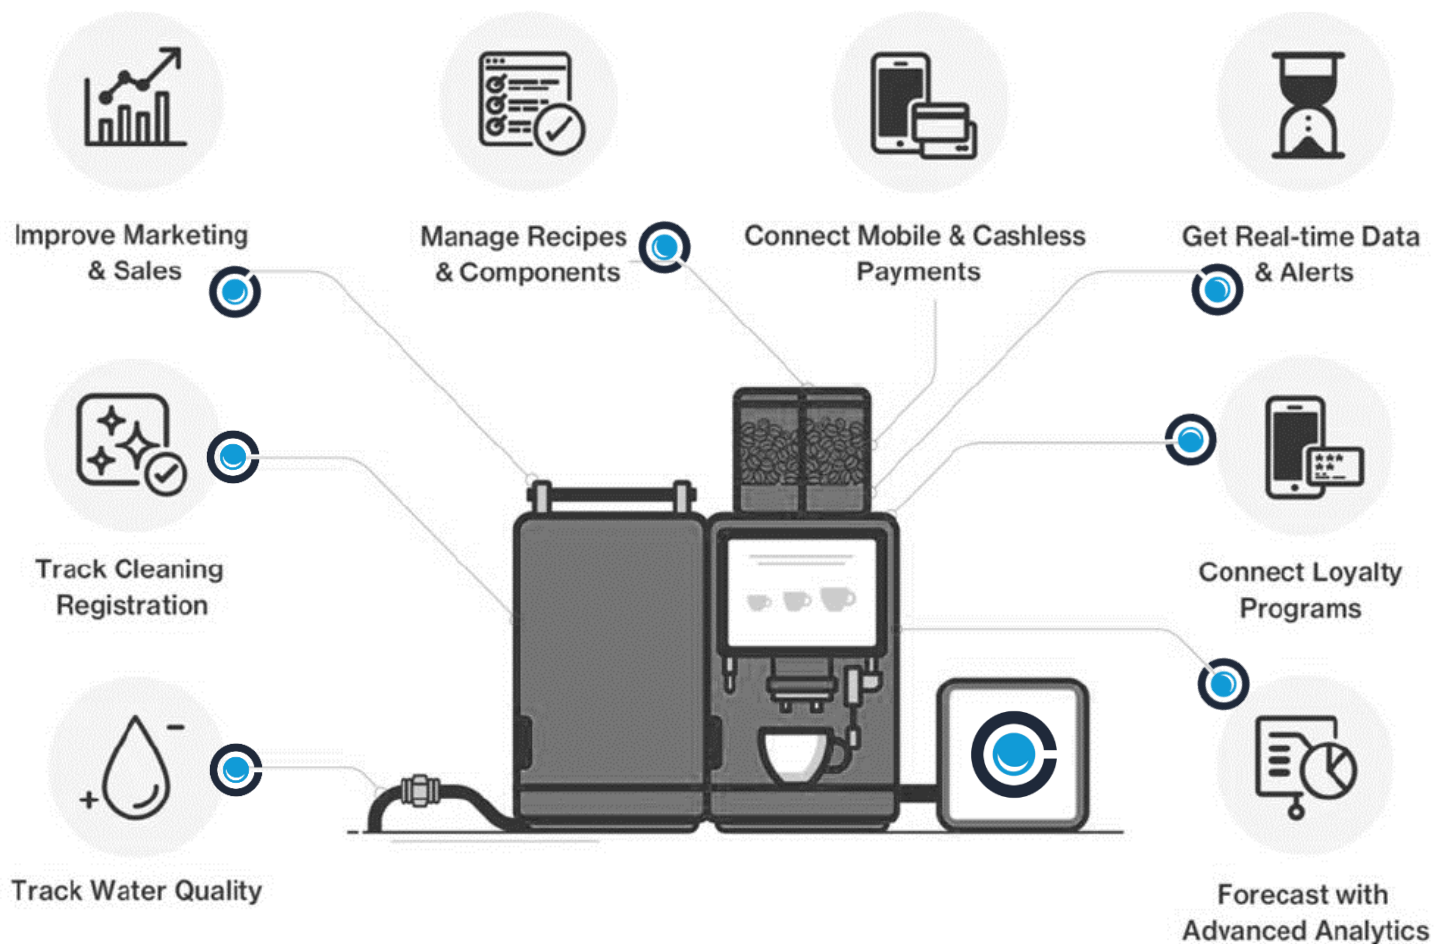 Improve Marketing
& Sales
Manage Recipes
& Components
Connect Mobile & Cashless
Payments
Get Real-time Data
& Alerts
Track Cleaning
Registration
Connect Loyalty
Programs
Track Water Quality
Forecast with
Advanced Analytics